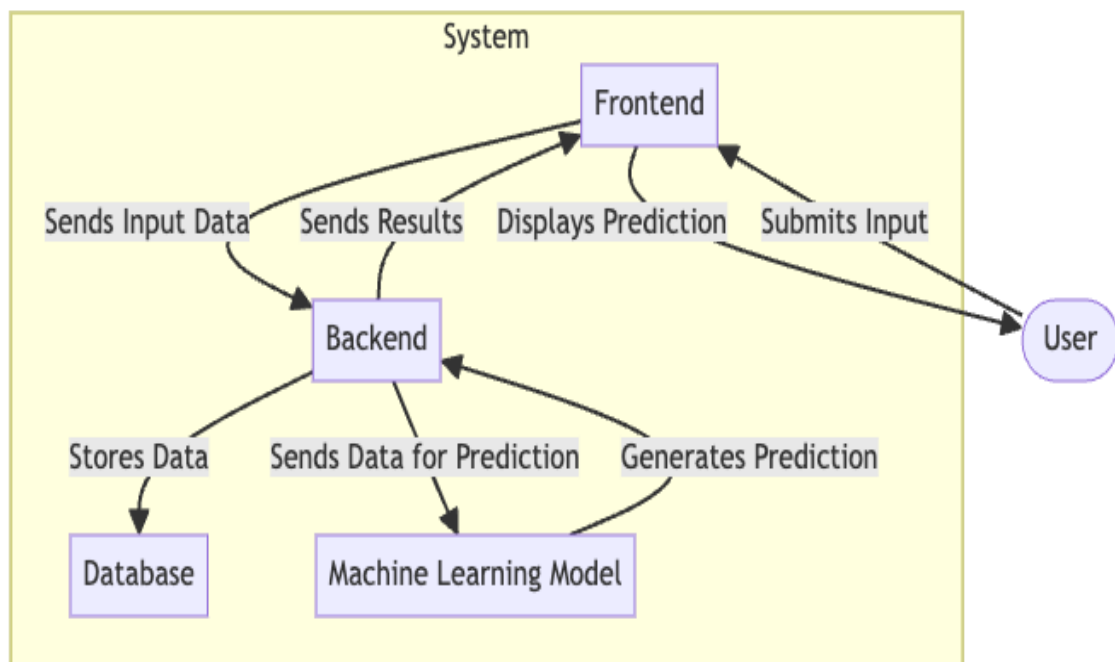 System
Frontend
Sends Input Data
Sends Results
Displays Prediction
Submits Input
Backend
User
Stores Data
Sends Data for Prediction
Generates Prediction
Database
Machine Learning Model